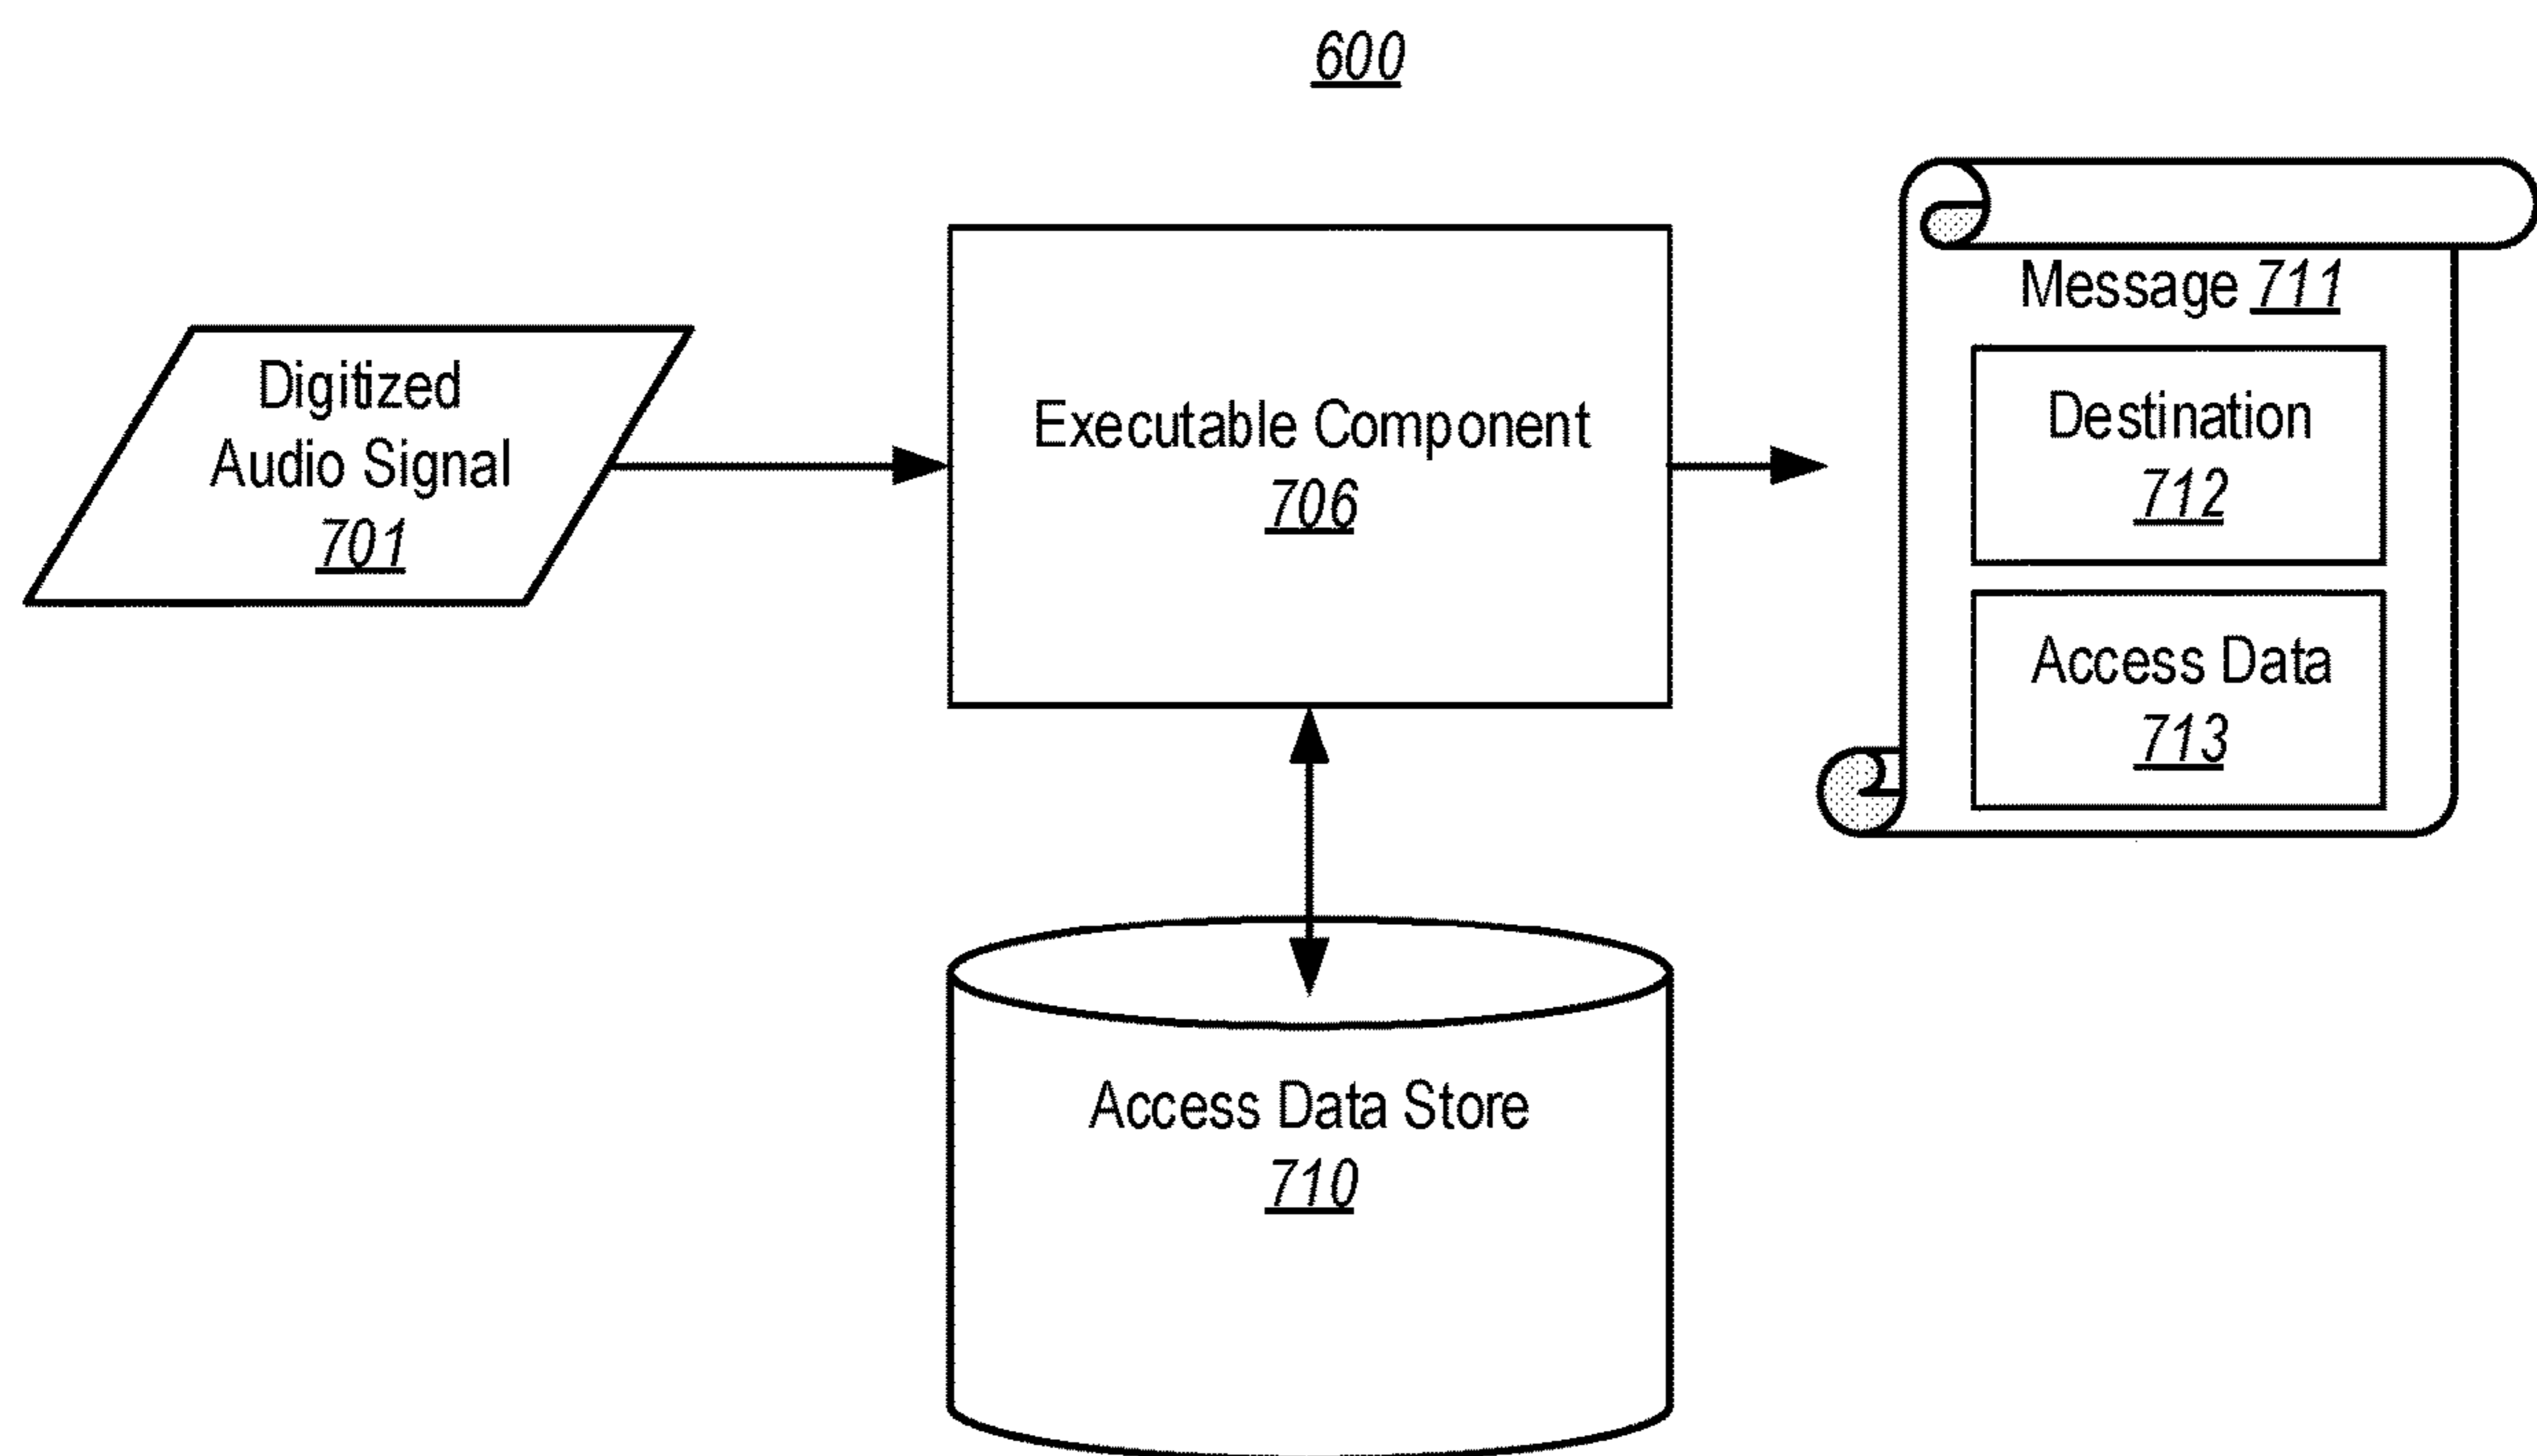 600
Digitized
Audio Signal
701
Executable Component
706
Message 711
Destination
712
Access Data
713
Access Data Store
710